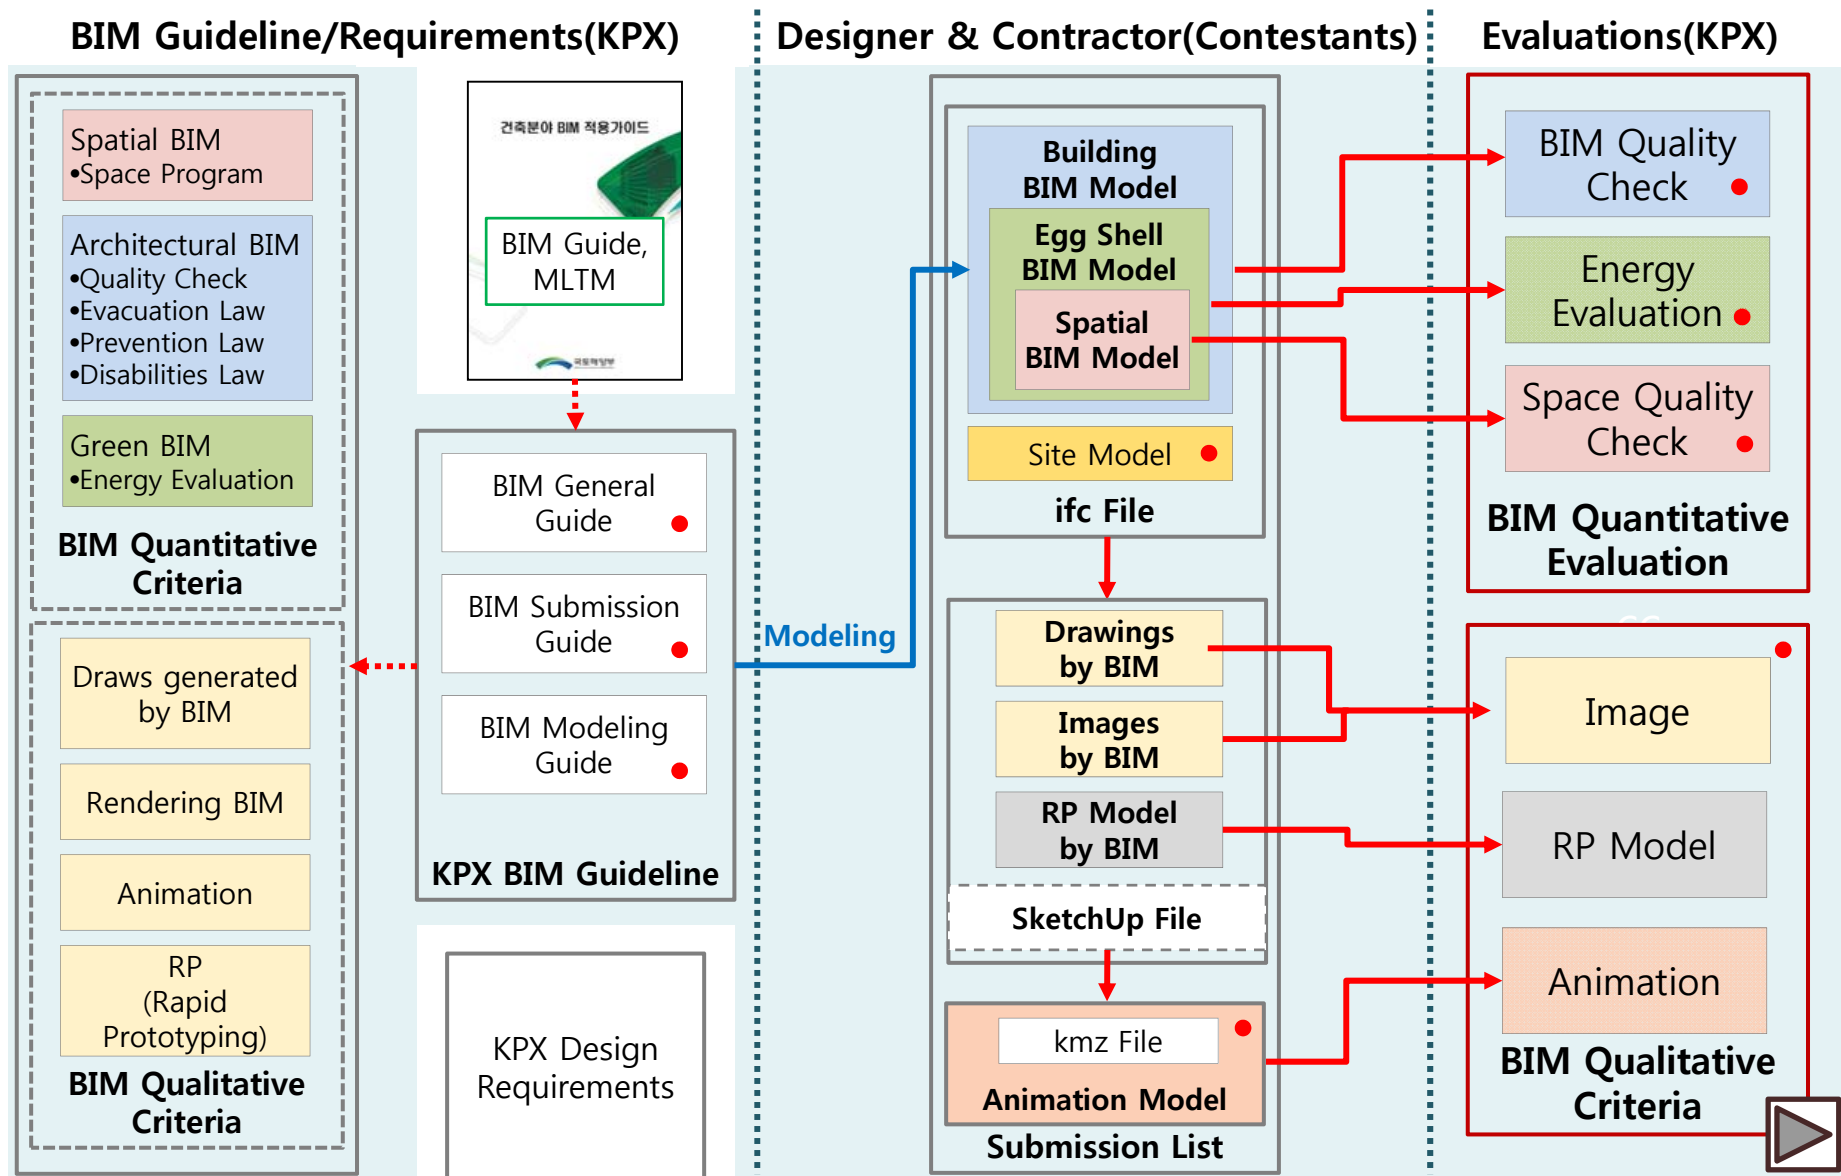 BIM Guideline/Requirements(KPX)
Designer & Contractor(Contestants)
Evaluations(KPX)
Spatial BIM
•Space Program
Architectural BIM
•Quality Check
•Evacuation Law
•Prevention Law
•Disabilities Law
Green BIM
•Energy Evaluation
BIM Quantitative
Criteria
Draws generated
by BIM
Rendering BIM
Animation
RP
(Rapid
Prototyping)
BIM Qualitative
Criteria
건축분야 BIM 적용가이드
BIM Guide,
MLTM
국토해양부
BIM General
Guide
BIM Submission
Guide
BIM Modeling
Guide
KPX BIM Guideline
KPX Design
Requirements
Modeling
Building
BIM Model
Egg Shell
BIM Model
Spatial
BIM Model
Site Model
ifc File
Drawings
by BIM
Images
by BIM
RP Model
by BIM
SketchUp File
kmz File
Animation Model
Submission List
BIM Quality
Check
Energy
Evaluation
Space Quality
Check
BIM Quantitative
Evaluation
Image
RP Model
Animation
BIM Qualitative
Criteria